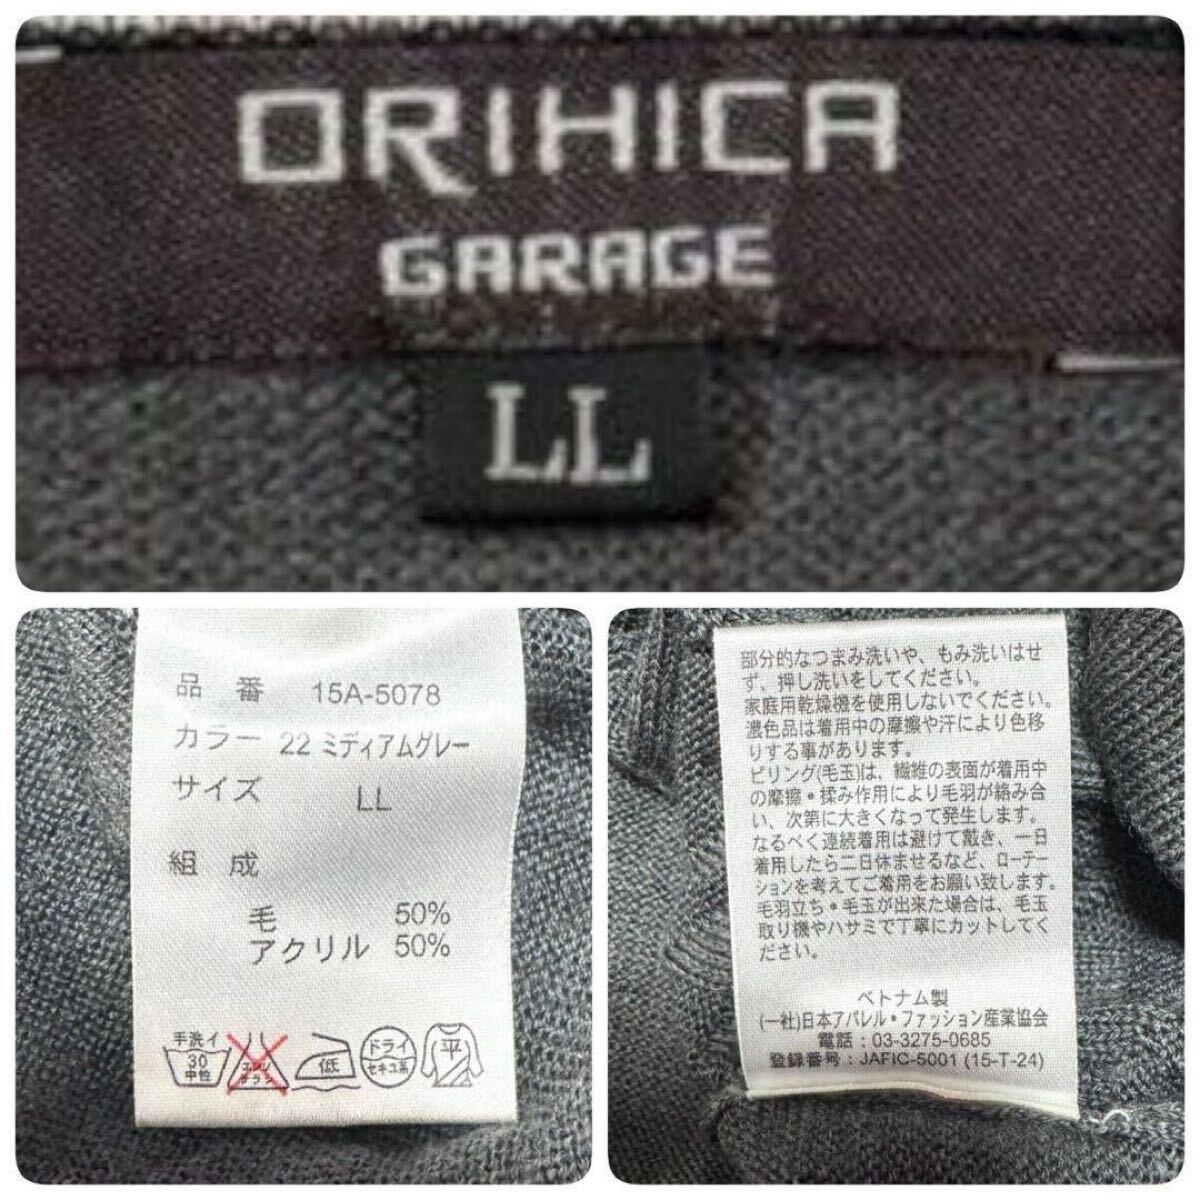 ORIHICA
GARAGE
LL
品 番 15A-5078
カラー 22 ミディアムグレー
サイズ LL
組 成
毛 50%
アクリル 50%
手洗イ
30
中性
エンソ
サラシ
低
ドライ
セキユ系
平
部分的なつまみ洗いや、もみ洗いはせ
ず、押し洗いをしてください。
家庭用乾燥機を使用しないでください。
濃色品は着用中の摩擦や汗により色移
りする事があります。
ピリング(毛玉)は、繊維の表面が着用中
の摩擦・揉み作用により毛羽が絡み合
い、次第に大きくなって発生します。
なるべく連続着用は避けて戴き、一日
着用したら二日休ませるなど、ローテー
ションを考えてご着用をお願い致します。
毛羽立ち・毛玉が出来た場合は、毛玉
取り機やハサミで丁寧にカットしてく
ださい。
ベトナム製
(一社)日本アパレル・ファッション産業協会
電話：03-3275-0685
登録番号：JAFIC-5001 (15-T-24)